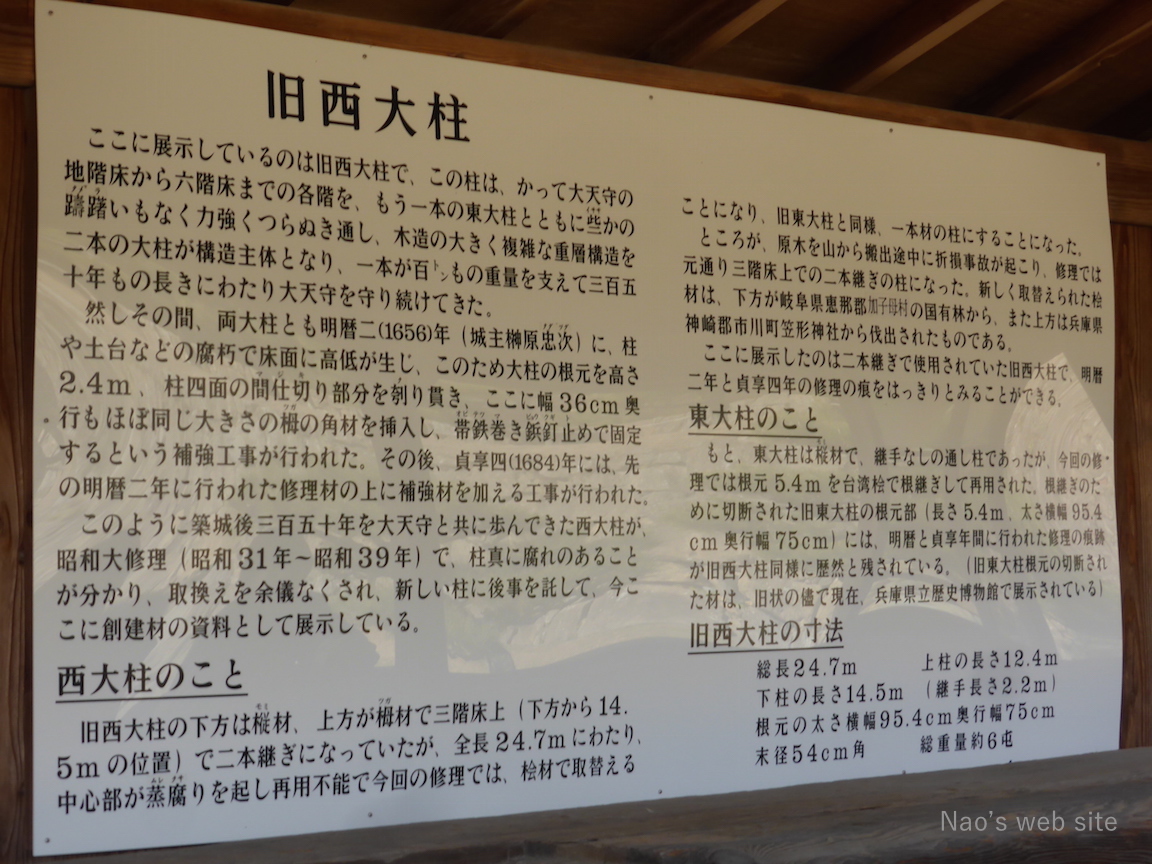 旧西大柱
ここに展示しているのは旧西大柱で、この柱は、かって大天守の
地階床から六階床までの各階を、もう一本の東大柱とともに些かの
躊躇いもなく力強くつらぬき通し、木造の大きく複雑な重層構造を
二本の大柱が構造主体となり、一本が百トンもの重量を支えて三百五
十年もの長きにわたり大天守を守り続けてきた。
然しその間、両大柱とも明暦二(1656)年（城主榊原忠次）に、柱
や土台などの腐朽で床面に高低が生じ、このため大柱の根元を高さ
2.4m、柱四面の間仕切り部分を刳り貫き、ここに幅36cm奥
行もほぼ同じ大きさの栂の角材を挿入し、帯鉄巻き鋲釘止めで固定
するという補強工事が行われた。その後、貞享四(1684)年には、先
の明暦二年に行われた修理材の上に補強材を加える工事が行われた。
このように築城後三百五十年を大天守と共に歩んできた西大柱が、
昭和大修理（昭和31年～昭和39年）で、柱真に腐れのあること
が分かり、取換えを余儀なくされ、新しい柱に後事を託して、今こ
こに創建材の資料として展示している。
西大柱のこと
旧西大柱の下方は樅材、上方が栂材で三階床上（下方から14.
5mの位置）で二本継ぎになっていたが、全長24.7mにわたり、
中心部が蒸腐りを起し再用不能で今回の修理では、桧材で取替える
ことになり、旧東大柱と同様、一本材の柱にすることになった。
ところが、原木を山から搬出途中に折損事故が起こり、修理では
元通り三階床上での二本継ぎの柱になった。新しく取替えられた桧
材は、下方が岐阜県恵那郡加子母村の国有林から、また上方は兵庫県
神崎郡市川町笠形神社から伐出されたものである。
ここに展示したのは二本継ぎで使用されていた旧西大柱で、明暦
二年と貞享四年の修理の痕をはっきりとみることができる。
東大柱のこと
もと、東大柱は樅材で、継手なしの通し柱であったが、今回の修
理では根元5.4mを台湾桧で根継ぎして再用された。根継ぎのた
めに切断された旧東大柱の根元部（長さ5.4m、太さ横幅95.4
cm奥行幅75cm）には、明暦と貞享年間に行われた修理の痕跡
が旧西大柱同様に歴然と残されている。（旧東大柱根元の切断され
た材は、旧状の儘で現在、兵庫県立歴史博物館で展示されている）
旧西大柱の寸法
総長24.7m 上柱の長さ12.4m
下柱の長さ14.5m （継手長さ2.2m）
根元の太さ横幅95.4cm奥行幅75cm
末径54cm角 総重量約6屯
Nao's web site